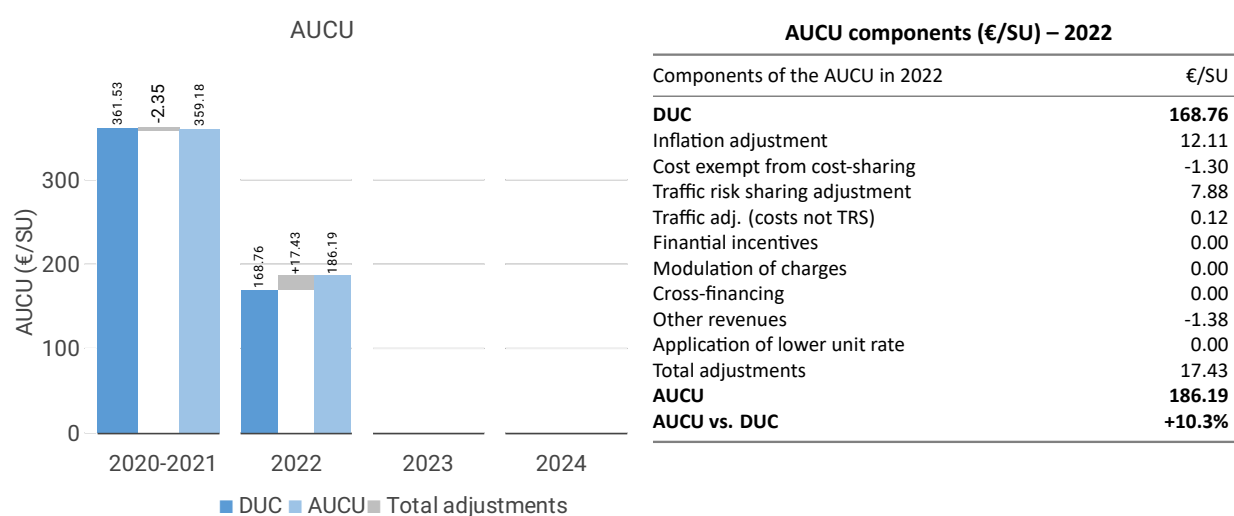 AUCU
361.53
-2.35
359.18
168.76
+17.43
186.19
AUCU (€/SU)
300
200
100
0
2020-2021
2022
2023
2024
DUC
AUCU
Total adjustments
AUCU components (€/SU) – 2022
Components of the AUCU in 2022 €/SU
DUC 168.76
Inflation adjustment 12.11
Cost exempt from cost-sharing -1.30
Traffic risk sharing adjustment 7.88
Traffic adj. (costs not TRS) 0.12
Finantial incentives 0.00
Modulation of charges 0.00
Cross-financing 0.00
Other revenues -1.38
Application of lower unit rate 0.00
Total adjustments 17.43
AUCU 186.19
AUCU vs. DUC +10.3%